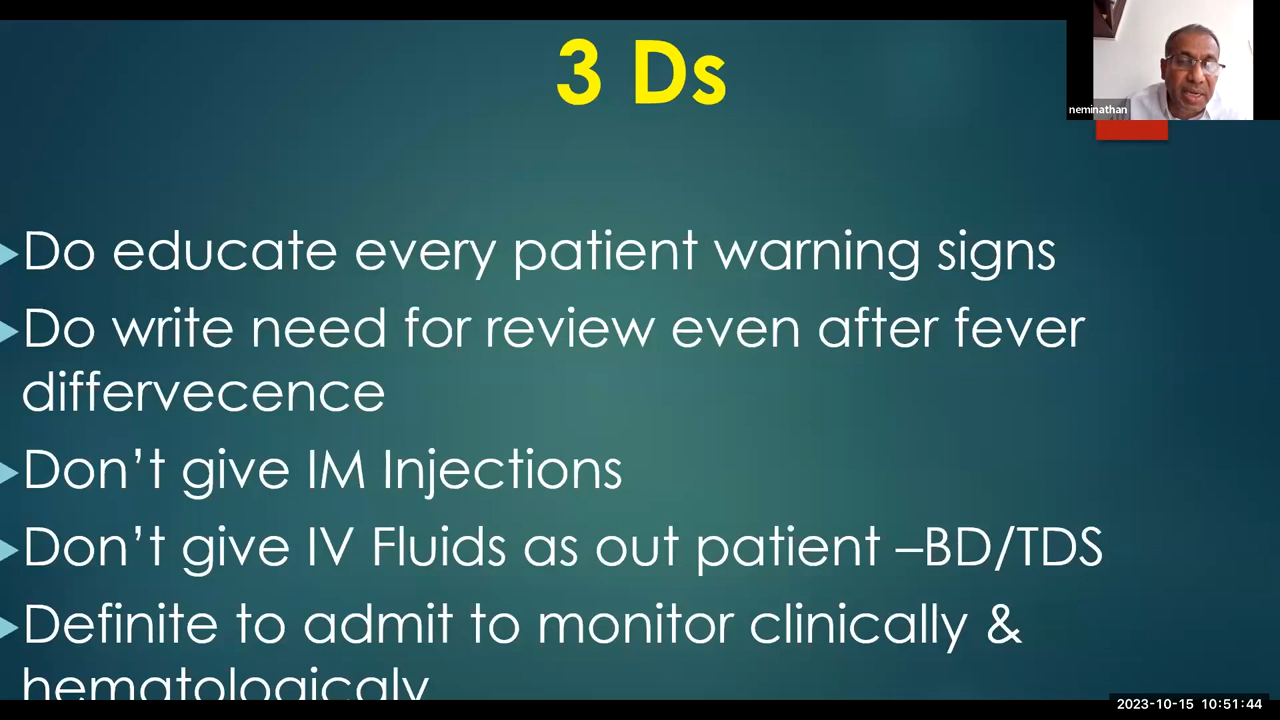 3 Ds
neminathan
Do educate every patient warning signs
Do write need for review even after fever
differvecence
Don’t give IM Injections
Don’t give IV Fluids as out patient –BD/TDS
Definite to admit to monitor clinically &
hematologicaly
2023-10-15 10:51:44